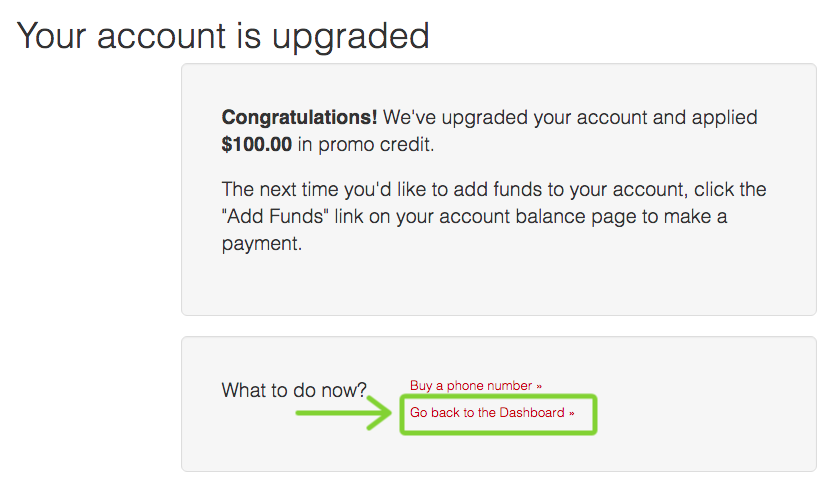 Your account is upgraded
Congratulations! We've upgraded your account and applied
$100.00 in promo credit.
The next time you'd like to add funds to your account, click the
"Add Funds" link on your account balance page to make a
payment.
What to do now?
Buy a phone number »
Go back to the Dashboard »